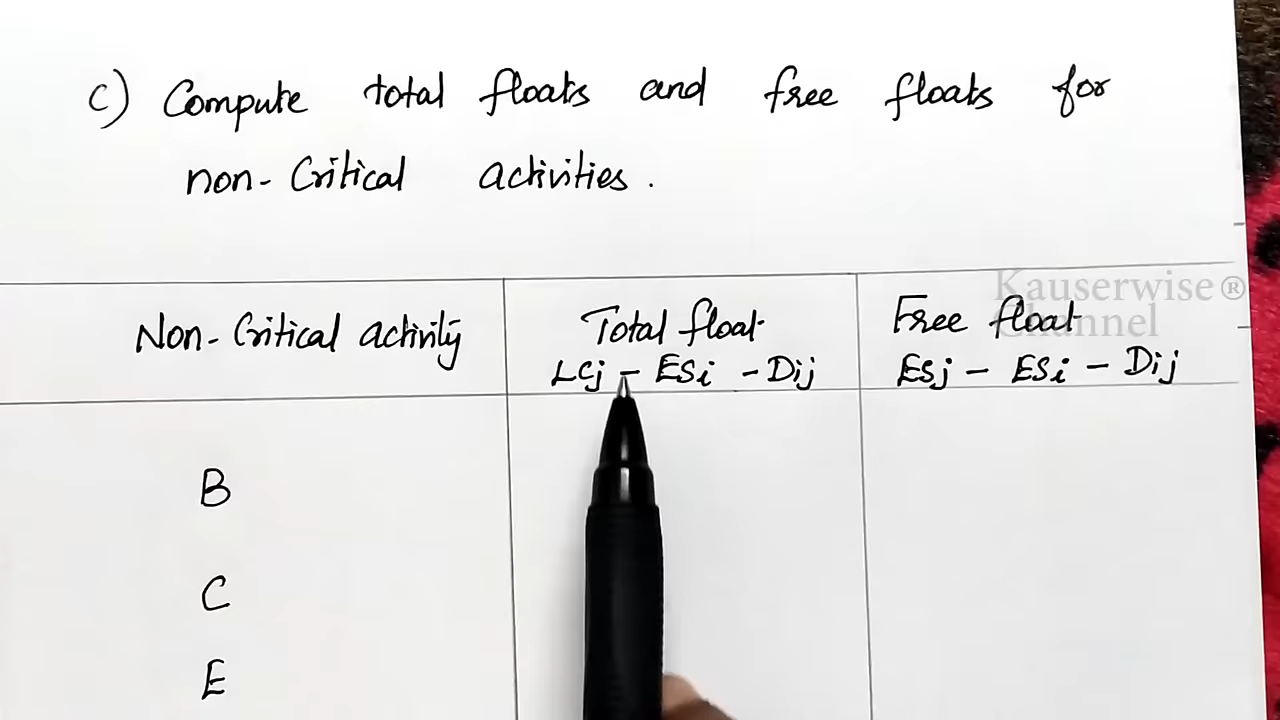 c) Compute total floats and free floats for
non-Critical activities.
Kauserwise®
Channel
Non-Critical activity Total float Free float
LCj - ESi - Dij ESj - ESi - Dij
B
C
E